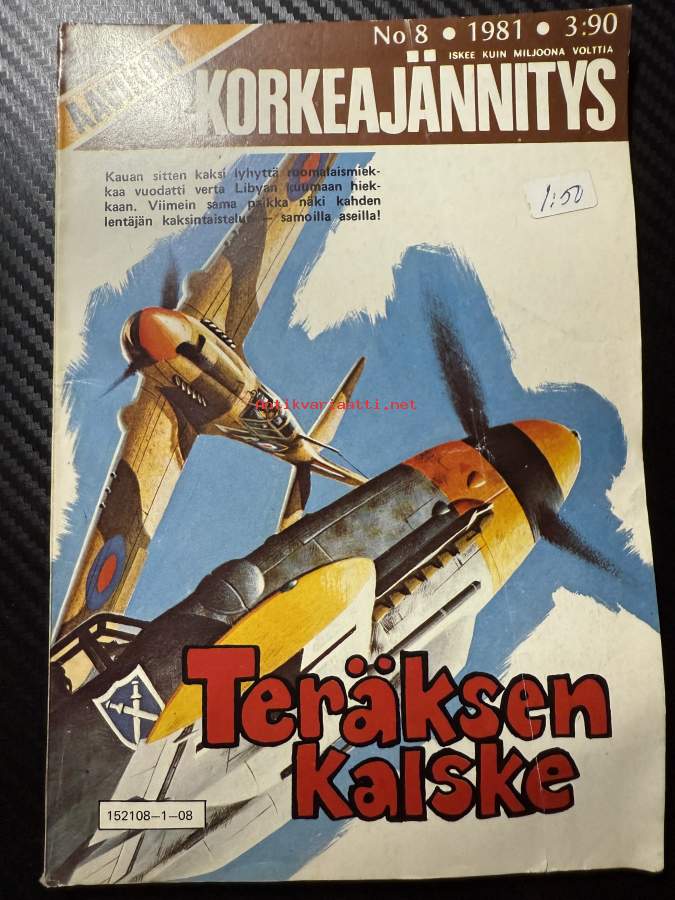 No 8 • 1981 • 3:90
ISKEE KUIN MILJOONA VOLTTIA
KORKEAJÄNNITYS
Kauan sitten kaksi lyhyttä roomalaismiek-
kaa vuodatti verta Libyan kuumaan hiek-
kaan. Viimein sama paikka näki kahden
lentäjän kaksintaistelun — samoilla aseilla!
1:50
antikvariaatti.net
Teräksen
kalske
152108—1—08